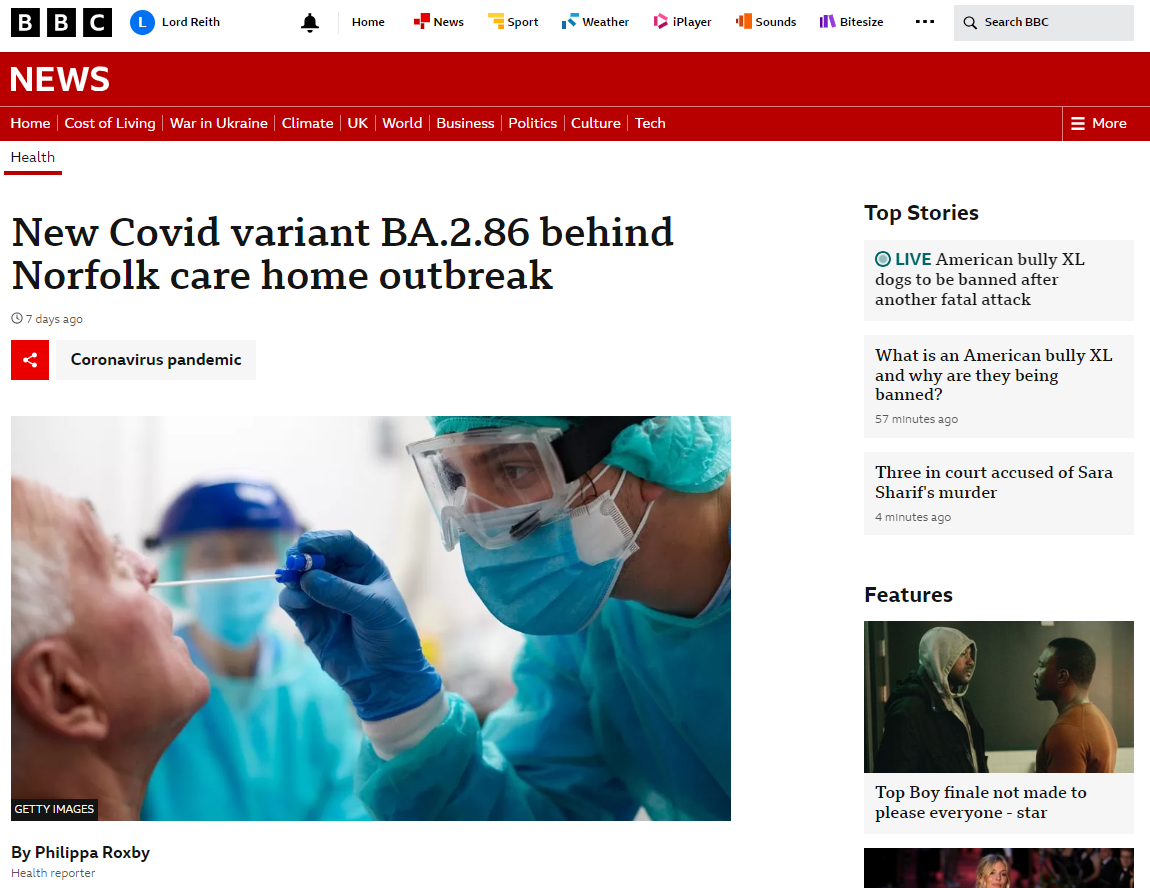 BBC
L
Lord Reith
Home
News
Sport
Weather
iPlayer
Sounds
Bitesize
Search BBC
NEWS
Home
Cost of Living
War in Ukraine
Climate
UK
World
Business
Politics
Culture
Tech
More
Health
New Covid variant BA.2.86 behind
Norfolk care home outbreak
7 days ago
Coronavirus pandemic
GETTY IMAGES
By Philippa Roxby
Health reporter
Top Stories
LIVE American bully XL
dogs to be banned after
another fatal attack
What is an American bully XL
and why are they being
banned?
57 minutes ago
Three in court accused of Sara
Sharif's murder
4 minutes ago
Features
Top Boy finale not made to
please everyone - star